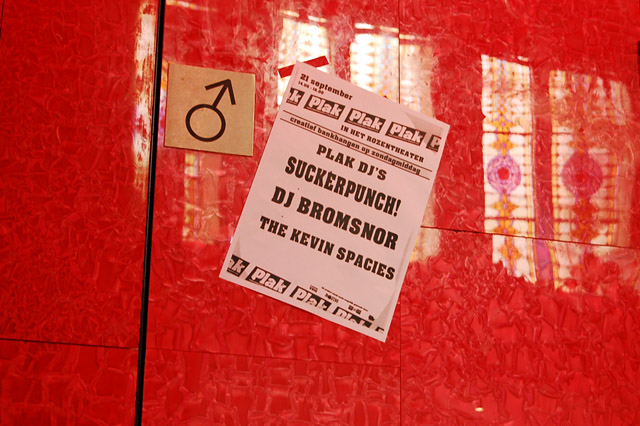 21 september
k Plak Plak Plak P
IN HET ROZENTHEATER
creatief bankhangen op zondagmiddag
PLAK DJ'S
SUCKERPUNCH!
DJ BROMSNOR
THE KEVIN SPACIES
ak Plak Plak Plak